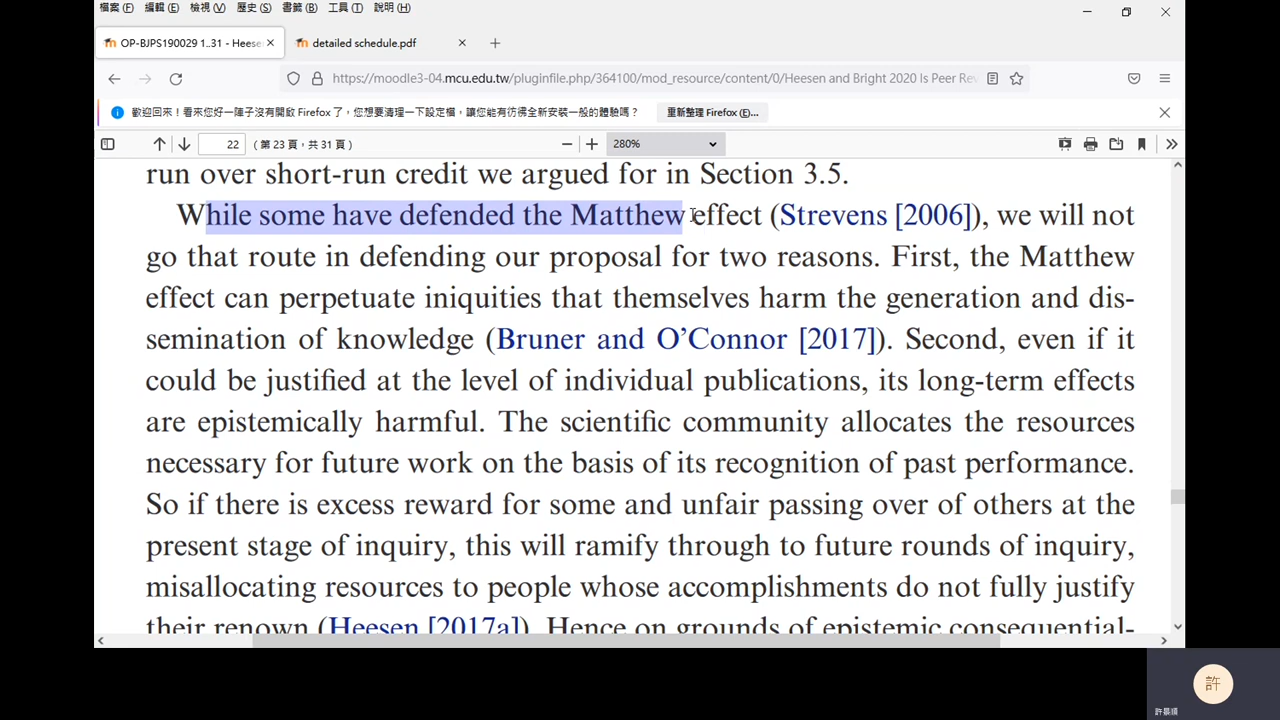 檔案(F) 編輯(E) 檢視(V) 歷史(S) 書籤(B) 工具(T) 說明(H)
OP-BJPS190029 1..31 - Heese
detailed schedule.pdf
https://moodle3-04.mcu.edu.tw/pluginfile.php/364100/mod_resource/content/0/Heesen and Bright 2020 Is Peer Rev
歡迎回來！看來您好一陣子沒有開啟 Firefox 了，您想要清理一下設定檔，讓您能有彷彿全新安裝一般的體驗嗎？ 重新整理 Firefox (E)...
22 (第 23 頁，共 31 頁) 280%
run over short-run credit we argued for in Section 3.5.
While some have defended the Matthew effect (Strevens [2006]), we will not
go that route in defending our proposal for two reasons. First, the Matthew
effect can perpetuate iniquities that themselves harm the generation and dis-
semination of knowledge (Bruner and O’Connor [2017]). Second, even if it
could be justified at the level of individual publications, its long-term effects
are epistemically harmful. The scientific community allocates the resources
necessary for future work on the basis of its recognition of past performance.
So if there is excess reward for some and unfair passing over of others at the
present stage of inquiry, this will ramify through to future rounds of inquiry,
misallocating resources to people whose accomplishments do not fully justify
their renown (Heesen [2017a]). Hence on grounds of epistemic consequential-
許